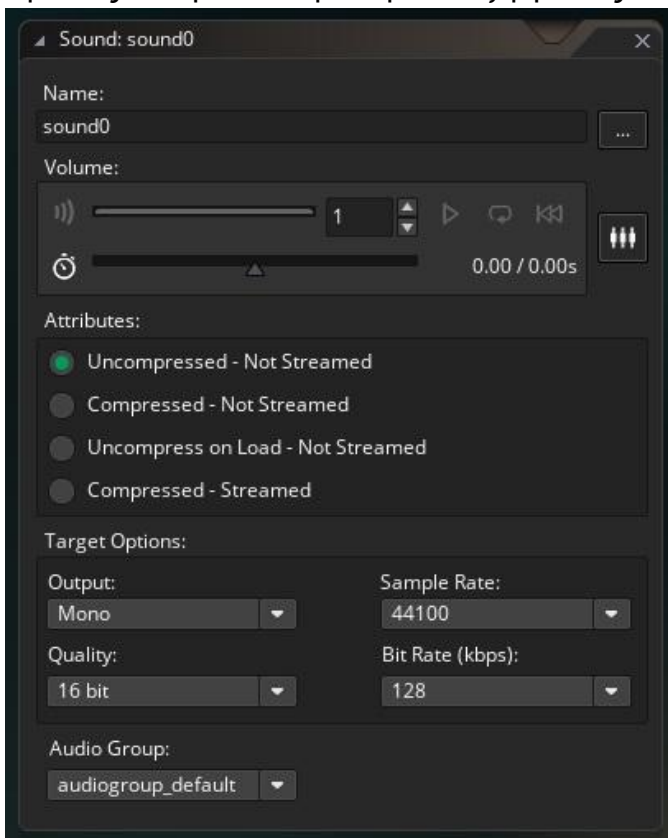 Sound: sound0
Name:
sound0
...
Volume:
1
0.00 / 0.00s
Attributes:
Uncompressed - Not Streamed
Compressed - Not Streamed
Uncompress on Load - Not Streamed
Compressed - Streamed
Target Options:
Output: Sample Rate:
Mono 44100
Quality: Bit Rate (kbps):
16 bit 128
Audio Group:
audiogroup_default